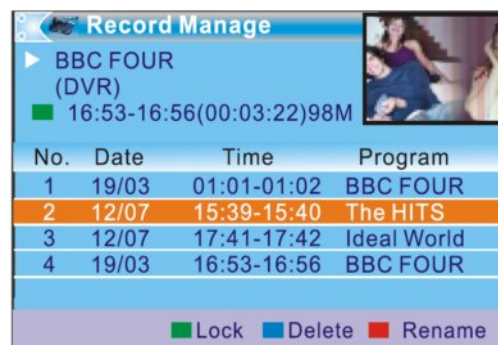 Record Manage
BBC FOUR
(DVR)
16:53-16:56(00:03:22)98M
No. Date Time Program
1 19/03 01:01-01:02 BBC FOUR
2 12/07 15:39-15:40 The HITS
3 12/07 17:41-17:42 Ideal World
4 19/03 16:53-16:56 BBC FOUR
Lock Delete Rename